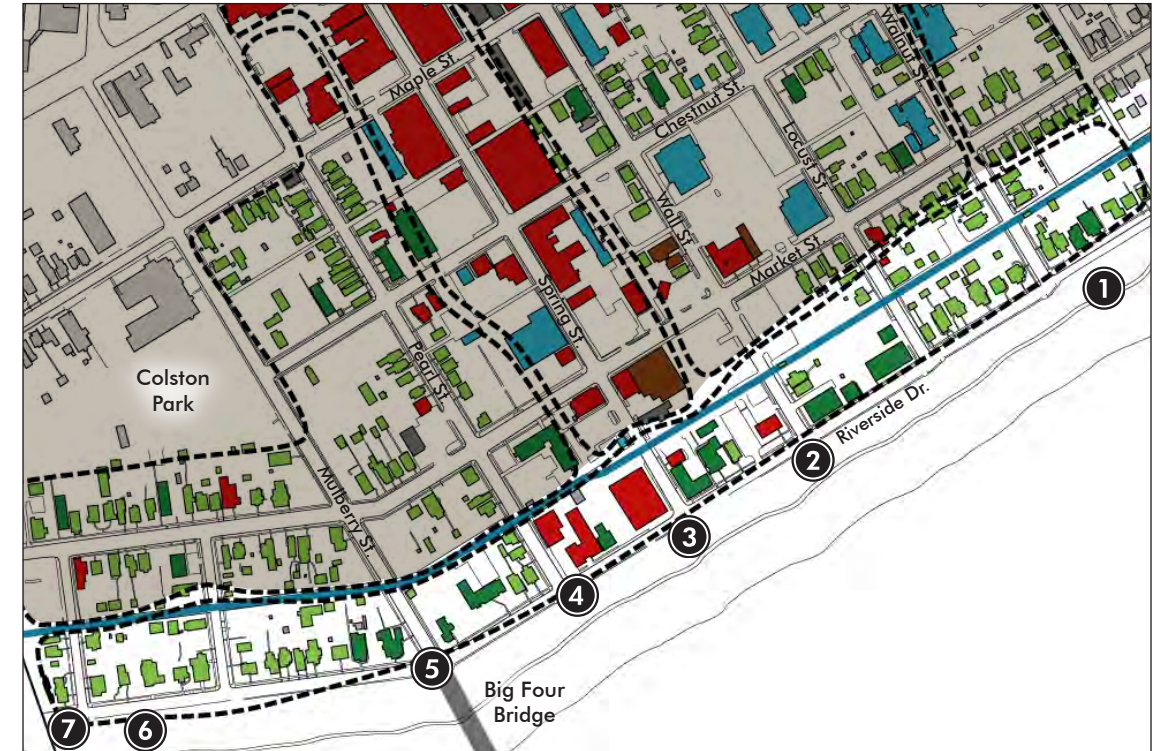 Maple St.
Walnut St.
Chestnut St.
Locust St.
Wall St.
Market St.
Spring St.
Pearl St
Colston
Park
Mulberry St.
Riverside Dr.
Big Four
Bridge
1
2
3
4
5
6
7